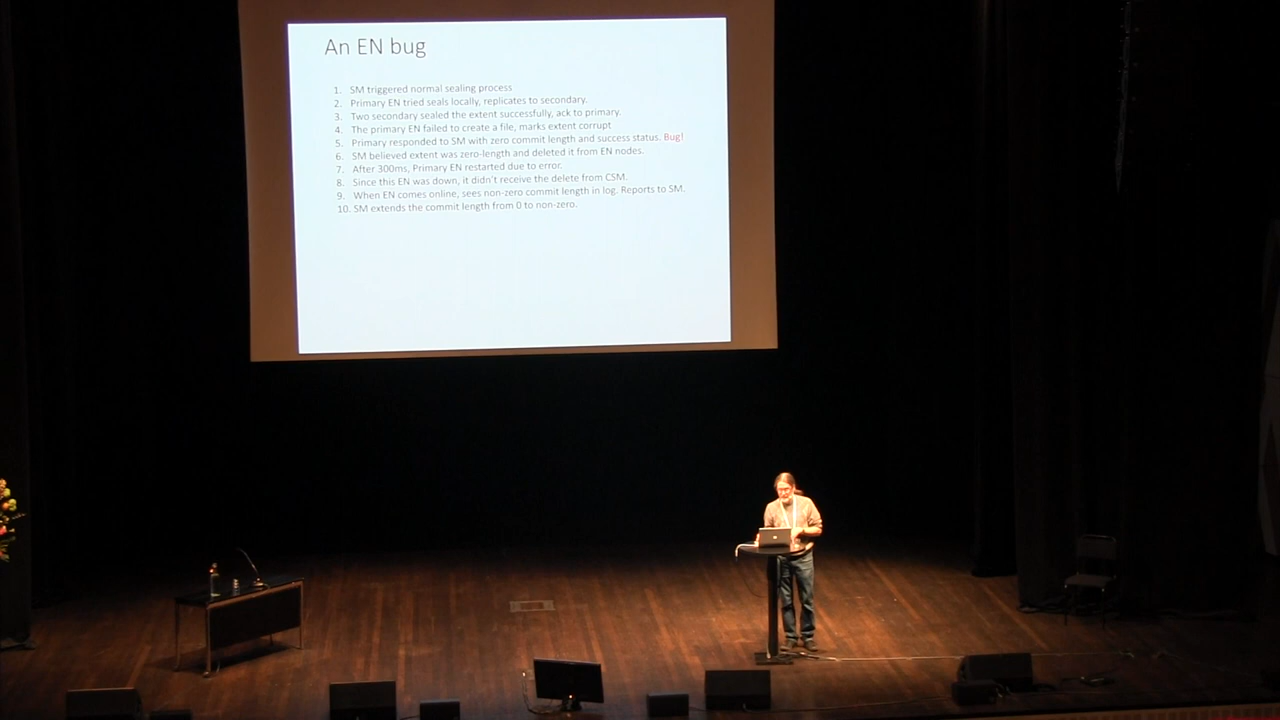 An EN bug
1. SM triggered normal sealing process
2. Primary EN tried seals locally, replicates to secondary.
3. Two secondary sealed the extent successfully, ack to primary.
4. The primary EN failed to create a file, marks extent corrupt
5. Primary responded to SM with zero commit length and success status. Bug!
6. SM believed extent was zero-length and deleted it from EN nodes.
7. After 300ms, Primary EN restarted due to error.
8. Since this EN was down, it didn't receive the delete from CSM.
9. When EN comes online, sees non-zero commit length in log. Reports to SM.
10. SM extends the commit length from 0 to non-zero.